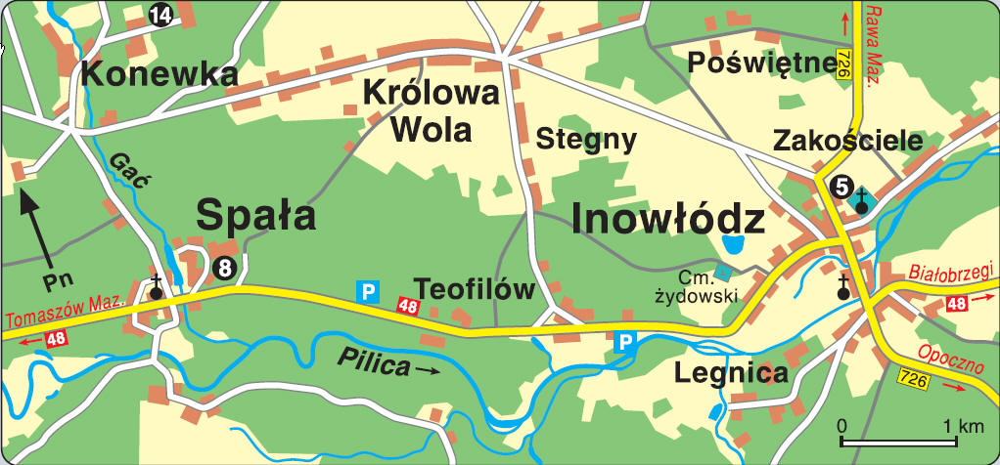 14
Konewka
Królowa
Wola
Stegny
Poświętne
726
Rawa Maz.
Zakościele
5
Gać
Pn
Spała
8
Inowłódz
Cm.
żydowski
Białobrzegi
48
Tomaszów Maz.
48
P
48
Teofilów
P
Pilica
Legnica
Opoczno
726
0
1 km